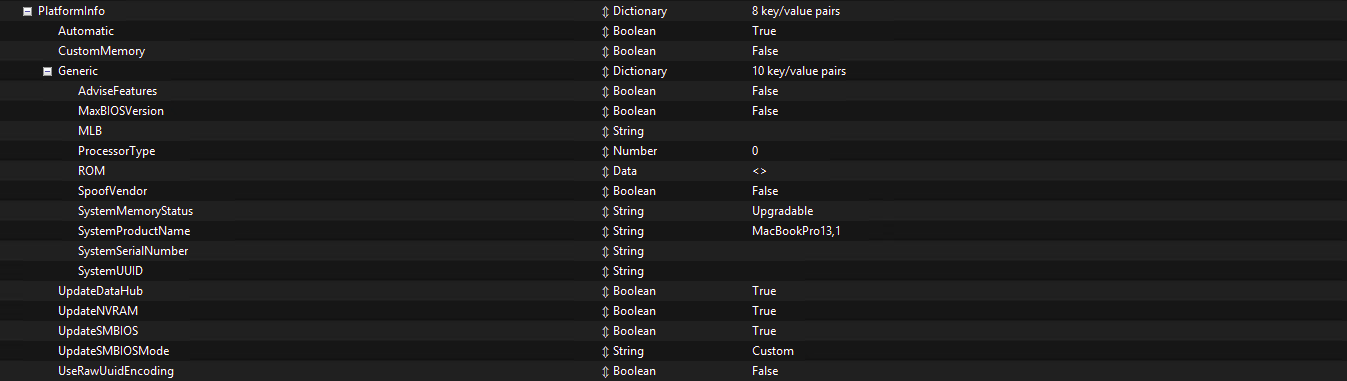 PlatformInfo Dictionary 8 key/value pairs
Automatic Boolean True
CustomMemory Boolean False
Generic Dictionary 10 key/value pairs
AdviseFeatures Boolean False
MaxBIOSVersion Boolean False
MLB String
ProcessorType Number 0
ROM Data <>
SpoofVendor Boolean False
SystemMemoryStatus String Upgradable
SystemProductName String MacBookPro13,1
SystemSerialNumber String
SystemUUID String
UpdateDataHub Boolean True
UpdateNVRAM Boolean True
UpdateSMBIOS Boolean True
UpdateSMBIOSMode String Custom
UseRawUuidEncoding Boolean False